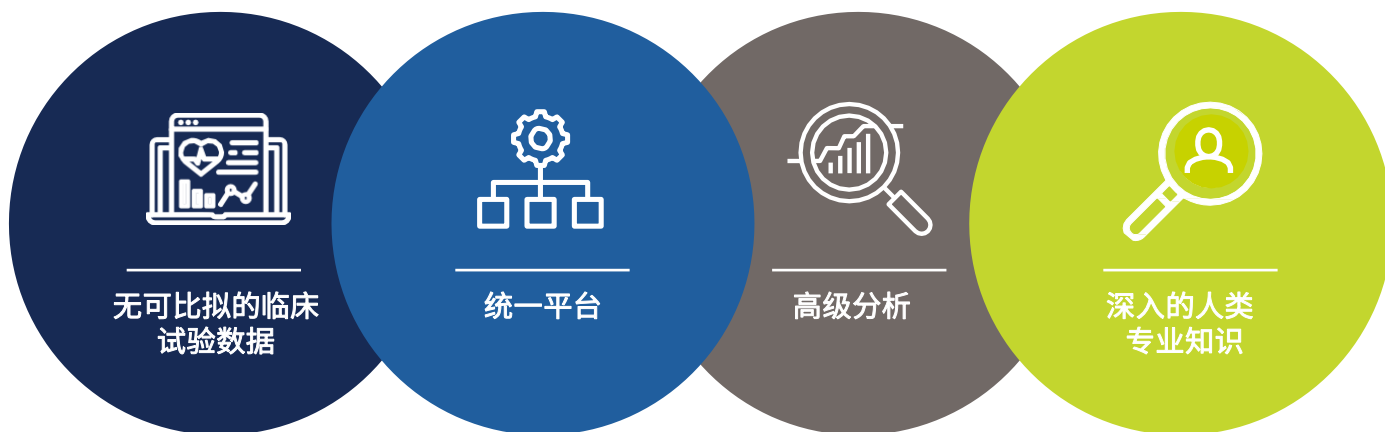 无可比拟的临床
试验数据
统一平台
高级分析
深入的人类
专业知识